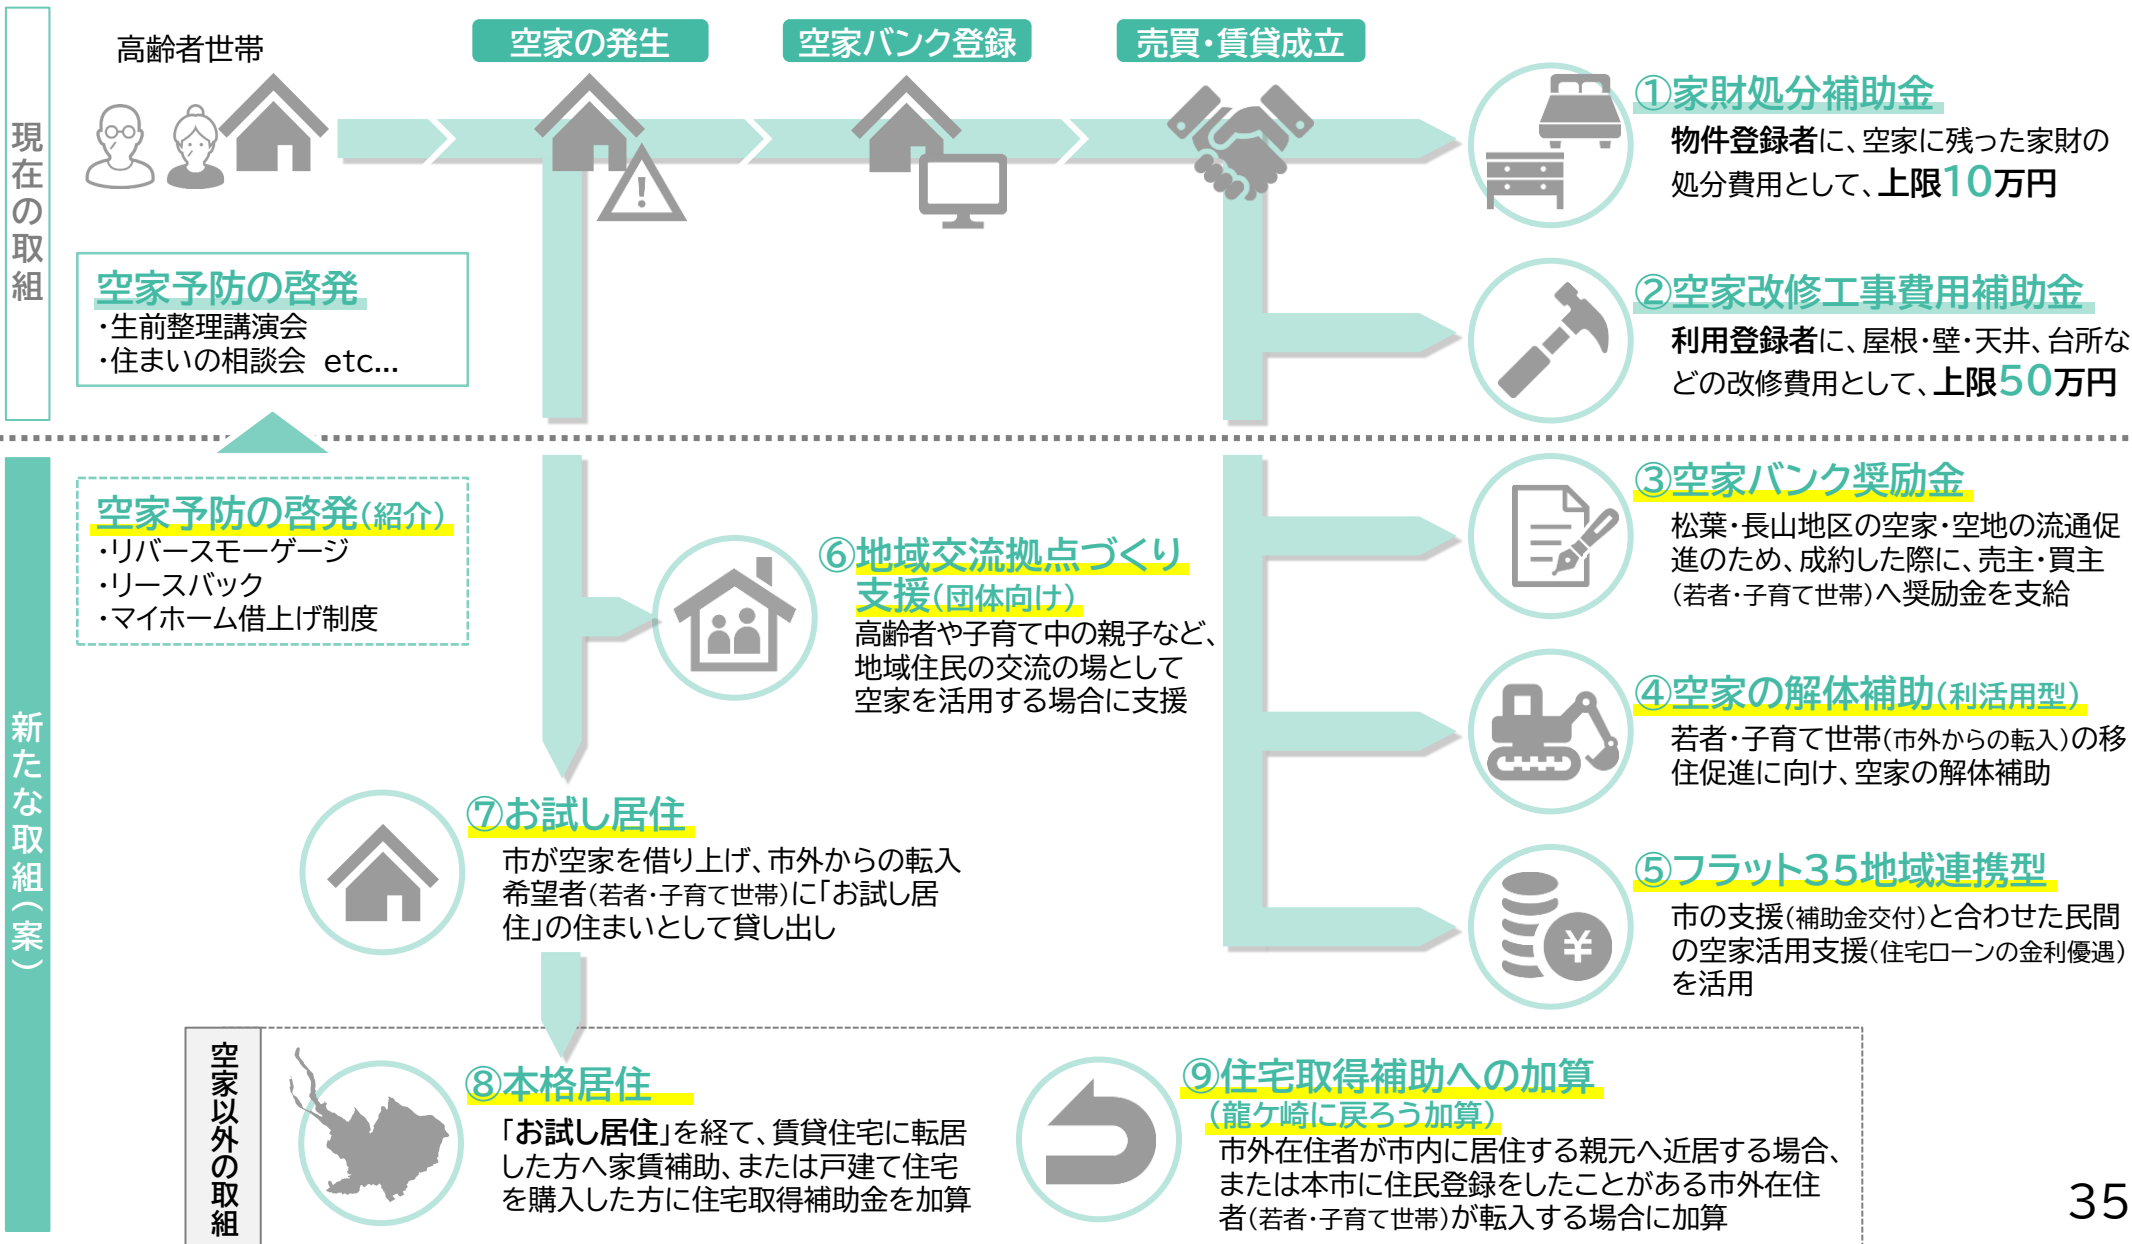 現在の取組
高齢者世帯
空家の発生
空家バンク登録
売買・賃貸成立
①家財処分補助金
物件登録者に、空家に残った家財の
処分費用として、上限10万円
②空家改修工事費用補助金
利用登録者に、屋根・壁・天井、台所な
どの改修費用として、上限50万円
空家予防の啓発
・生前整理講演会
・住まいの相談会 etc...
新たな取組(案)
空家予防の啓発(紹介)
・リバースモーゲージ
・リースバック
・マイホーム借上げ制度
③空家バンク奨励金
松葉・長山地区の空家・空地の流通促
進のため、成約した際に、売主・買主
(若者・子育て世帯)へ奨励金を支給
④空家の解体補助(利活用型)
若者・子育て世帯(市外からの転入)の移
住促進に向け、空家の解体補助
⑤フラット35地域連携型
市の支援(補助金交付)と合わせた民間
の空家活用支援(住宅ローンの金利優遇)
を活用
¥
⑥地域交流拠点づくり
支援(団体向け)
高齢者や子育て中の親子など、
地域住民の交流の場として
空家を活用する場合に支援
⑦お試し居住
市が空家を借り上げ、市外からの転入
希望者(若者・子育て世帯)に「お試し居
住」の住まいとして貸し出し
空家以外の取組
⑧本格居住
「お試し居住」を経て、賃貸住宅に転居
した方へ家賃補助、または戸建て住宅
を購入した方に住宅取得補助金を加算
⑨住宅取得補助への加算
(龍ケ崎に戻ろう加算)
市外在住者が市内に居住する親元へ近居する場合、
または本市に住民登録をしたことがある市外在住
者(若者・子育て世帯)が転入する場合に加算
35